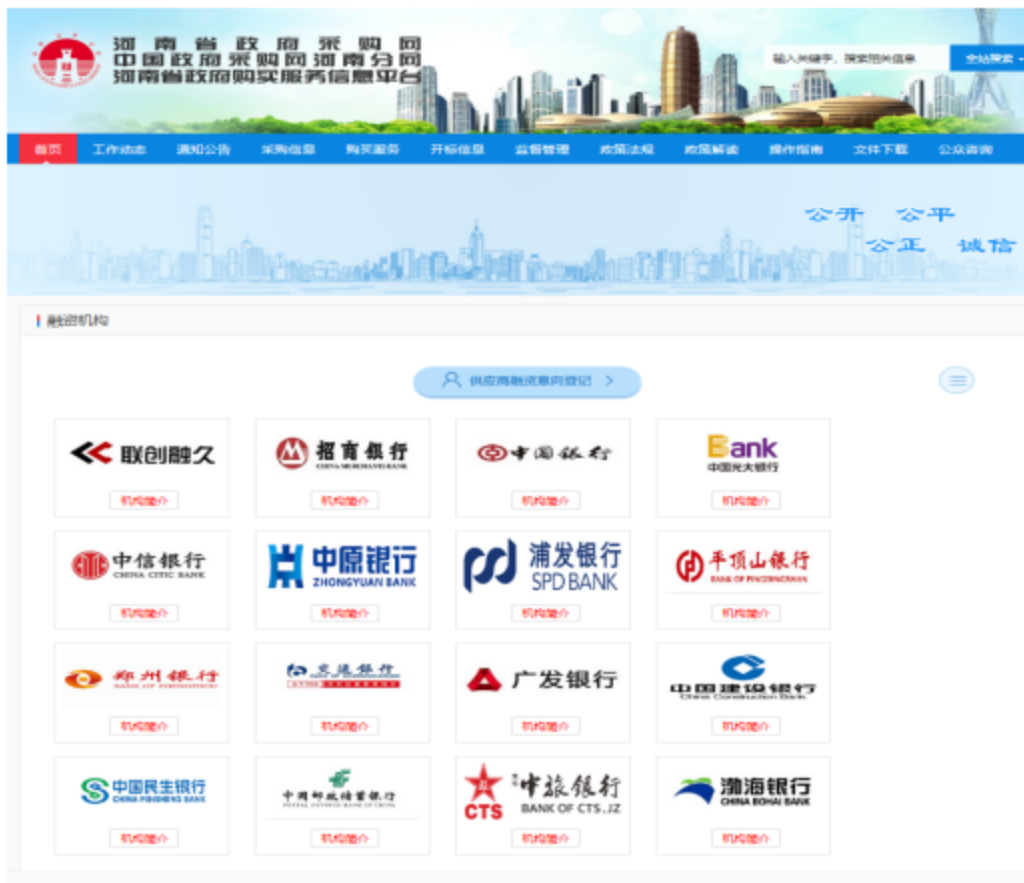 河南省政府采购网
中国政府采购网河南分网
河南省政府购买服务信息平台
输入关键字，搜索相关信息 全站搜索
首页 工作动态 通知公告 采购信息 购买服务 开标信息 监督管理 政策法规 政策解读 操作指南 文件下载 公众咨询
公开 公平
公正 诚信
融资机构
供应商融资意向登记 >
联创融久
机构简介
招商银行
CHINA MERCHANTS BANK
机构简介
中国银行
机构简介
Bank
中国光大银行
机构简介
中信银行
CHINA CITIC BANK
机构简介
中原银行
ZHONGYUAN BANK
机构简介
浦发银行
SPD BANK
机构简介
平顶山银行
BANK OF PINGDINGSHAN
机构简介
郑州银行
BANK OF ZHENGZHOU
机构简介
交通银行
机构简介
广发银行
机构简介
中国建设银行
China Construction Bank
机构简介
中国民生银行
CHINA MINSHENG BANK
机构简介
中国邮政储蓄银行
POSTAL SAVINGS BANK OF CHINA
机构简介
CTS
中旅银行
BANK OF CTS.JZ
机构简介
渤海银行
CHINA BOHAI BANK
机构简介